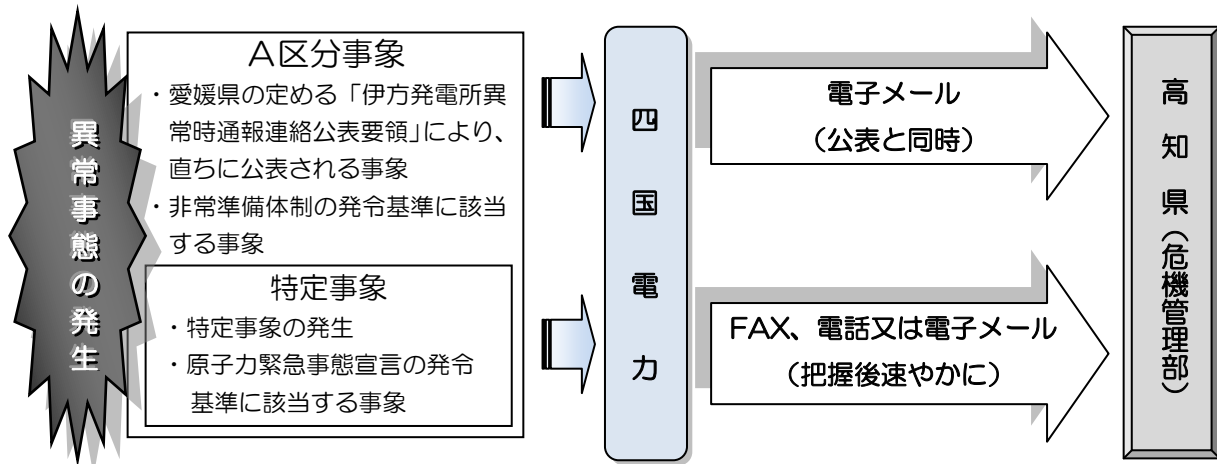 異常事態の発生
A区分事象
・愛媛県の定める「伊方発電所異
常時通報連絡公表要領」により、
直ちに公表される事象
・非常準備体制の発令基準に該当
する事象
特定事象
・特定事象の発生
・原子力緊急事態宣言の発令
基準に該当する事象
四国電力
電子メール
（公表と同時）
FAX、電話又は電子メール
（把握後速やかに）
高知県（危機管理部）